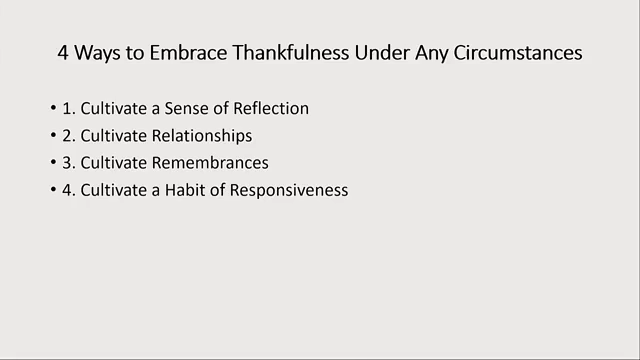 4 Ways to Embrace Thankfulness Under Any Circumstances
• 1. Cultivate a Sense of Reflection
• 2. Cultivate Relationships
• 3. Cultivate Remembrances
• 4. Cultivate a Habit of Responsiveness